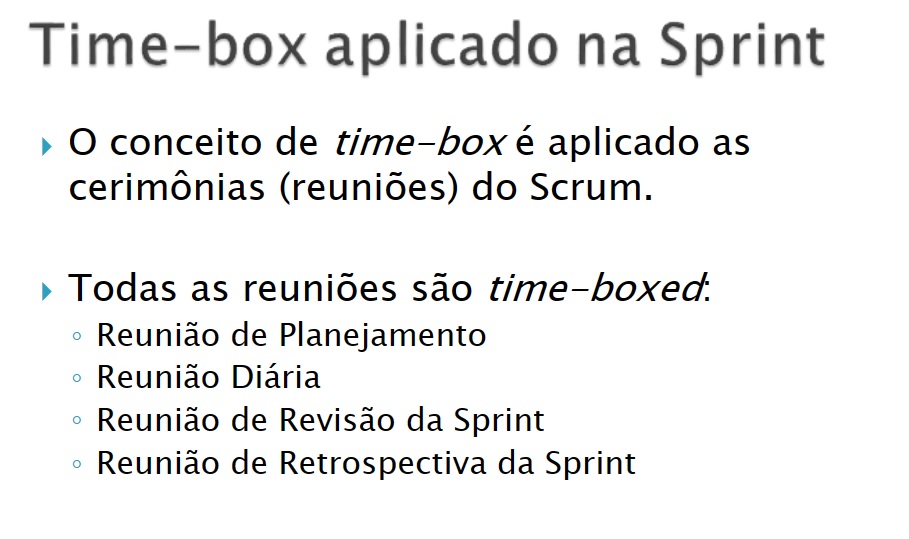 Time-box aplicado na Sprint
O conceito de time-box é aplicado as
cerimônias (reuniões) do Scrum.
Todas as reuniões são time-boxed:
Reunião de Planejamento
Reunião Diária
Reunião de Revisão da Sprint
Reunião de Retrospectiva da Sprint